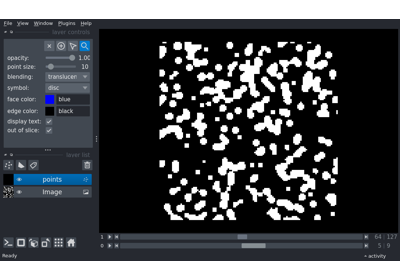 File View Window Plugins Help
layer controls
opacity: 1.00
point size: 10
blending: translucen
symbol: disc
face color: blue
edge color: black
display text:
out of slice:
layer list
points
Image
1 64 127
0 5 9
Ready activity